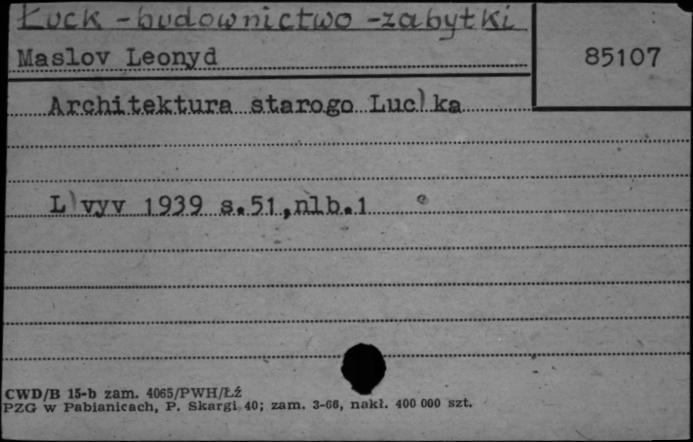 Łuck - budownictwo - zabytki
Maslov Leonyd
85107
Architektura starogo Luc'ka
L'vyv 1939 s.51,nlb.1
CWD/B 15-b zam. 4065/PWH/Łź
PZG w Pabianicach, P. Skargi 40; zam. 3-66, nakł. 400 000 szt.